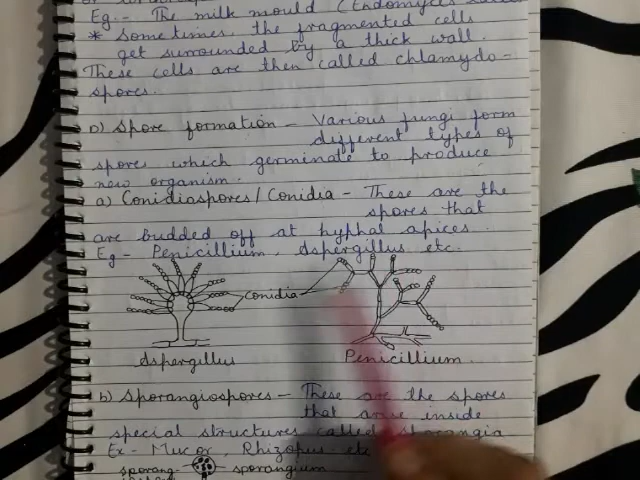 Eg.- The milk mould (Endomyces
* Sometimes, the fragmented cells
get surrounded by a thick wall.
These cells are then called chlamydo-
spores.
D) Spore formation - Various fungi form
different types of
spores which germinate to produce
new organism.
a) Conidiaspores/Conidia - These are the
spores that
are budded off at hyphal apices.
Eg- Penicillium, Aspergillus etc.
Conidia
Aspergillus
Penicillium
b) Sporangiospores - These are the spores
that arise inside
special structures called sporangia
Ex- Mucor, Rhizopus etc
sporang-
sporangium